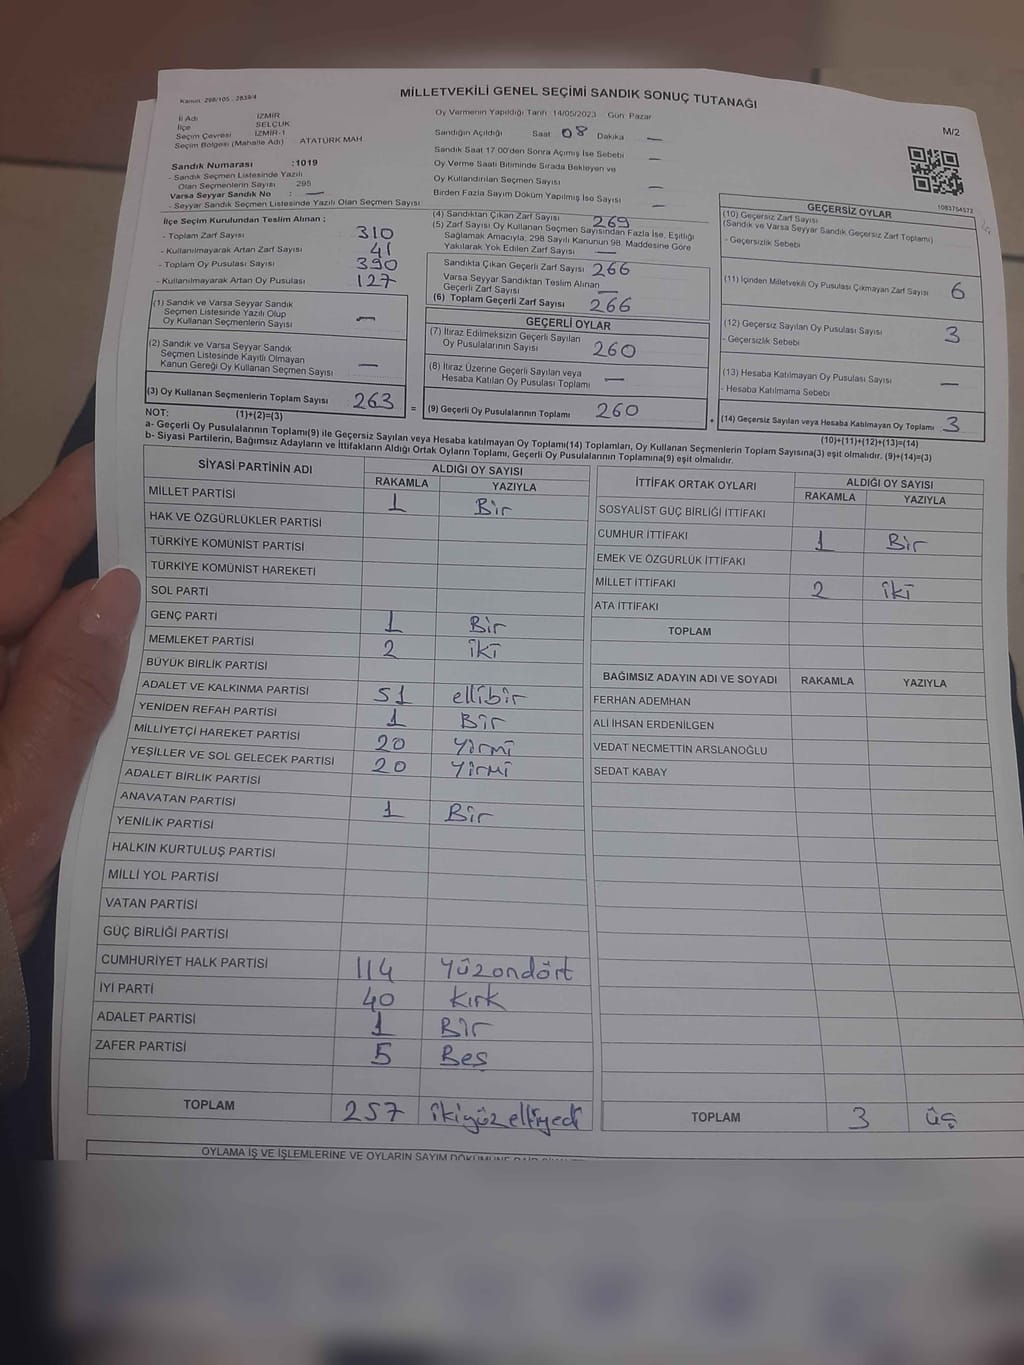 Kanun: 298/105 - 2839/4
MİLLETVEKİLİ GENEL SEÇİMİ SANDIK SONUÇ TUTANAĞI
M/2
İl Adı İZMİR
İlçe SELÇUK
Seçim Çevresi İZMİR-1
Seçim Bölgesi (Mahalle Adı) ATATÜRK MAH
Sandık Numarası :1019
- Sandık Seçmen Listesinde Yazılı
Olan Seçmenlerin Sayısı 295
Varsa Seyyar Sandık No : —
- Seyyar Sandık Seçmen Listesinde Yazılı Olan Seçmen Sayısı
Oy Vermenin Yapıldığı Tarih :14/05/2023 Gün: Pazar
Sandığın Açıldığı Saat 08 Dakika —
Sandık Saat 17:00'den Sonra Açılmış İse Sebebi —
Oy Verme Saati Bitiminde Sırada Bekleyen ve
Oy Kullandırılan Seçmen Sayısı —
Birden Fazla Sayım Döküm Yapılmış İse Sayısı —
1083754572
İlçe Seçim Kurulundan Teslim Alınan ;
- Toplam Zarf Sayısı 310
- Kullanılmayarak Artan Zarf Sayısı 41
- Toplam Oy Pusulası Sayısı 390
- Kullanılmayarak Artan Oy Pusulası 127
(1) Sandık ve Varsa Seyyar Sandık
Seçmen Listesinde Yazılı Olup
Oy Kullanan Seçmenlerin Sayısı —
(2) Sandık ve Varsa Seyyar Sandık
Seçmen Listesinde Kayıtlı Olmayan
Kanun Gereği Oy Kullanan Seçmen Sayısı —
(3) Oy Kullanan Seçmenlerin Toplam Sayısı 263
(4) Sandıktan Çıkan Zarf Sayısı 269
(5) Zarf Sayısı Oy Kullanan Seçmen Sayısından Fazla İse, Eşitliği
Sağlamak Amacıyla, 298 Sayılı Kanunun 98. Maddesine Göre
Yakılarak Yok Edilen Zarf Sayısı —
Sandıkta Çıkan Geçerli Zarf Sayısı 266
Varsa Seyyar Sandıktan Teslim Alınan
Geçerli Zarf Sayısı —
(6) Toplam Geçerli Zarf Sayısı 266
GEÇERLİ OYLAR
(7) İtiraz Edilmeksizin Geçerli Sayılan
Oy Pusulalarının Sayısı 260
(8) İtiraz Üzerine Geçerli Sayılan veya
Hesaba Katılan Oy Pusulası Toplamı —
= (9) Geçerli Oy Pusulalarının Toplamı 260
GEÇERSİZ OYLAR
(10) Geçersiz Zarf Sayısı
(Sandık ve Varsa Seyyar Sandık Geçersiz Zarf Toplamı)
- Geçersizlik Sebebi
(11) İçinden Milletvekili Oy Pusulası Çıkmayan Zarf Sayısı 6
(12) Geçersiz Sayılan Oy Pusulası Sayısı 3
- Geçersizlik Sebebi
(13) Hesaba Katılmayan Oy Pusulası Sayısı —
- Hesaba Katılmama Sebebi
+ (14) Geçersiz Sayılan veya Hesaba Katılmayan Oy Toplamı 3
(10)+(11)+(12)+(13)=(14)
NOT: (1)+(2)=(3)
a- Geçerli Oy Pusulalarının Toplamı(9) ile Geçersiz Sayılan veya Hesaba katılmayan Oy Toplamı(14) Toplamları, Oy Kullanan Seçmenlerin Toplam Sayısına(3) eşit olmalıdır. (9)+(14)=(3)
b- Siyasi Partilerin, Bağımsız Adayların ve İttifakların Aldığı Ortak Oyların Toplamı, Geçerli Oy Pusulalarının Toplamına(9) eşit olmalıdır.
SİYASİ PARTİNİN ADI ALDIĞI OY SAYISI
RAKAMLA YAZIYLA
MİLLET PARTİSİ 1 Bir
HAK VE ÖZGÜRLÜKLER PARTİSİ
TÜRKİYE KOMÜNİST PARTİSİ
TÜRKİYE KOMÜNİST HAREKETİ
SOL PARTİ
GENÇ PARTİ 1 Bir
MEMLEKET PARTİSİ 2 iki
BÜYÜK BİRLİK PARTİSİ
ADALET VE KALKINMA PARTİSİ 51 ellibir
YENİDEN REFAH PARTİSİ 1 Bir
MİLLİYETÇİ HAREKET PARTİSİ 20 Yirmi
YEŞİLLER VE SOL GELECEK PARTİSİ 20 Yirmi
ADALET BİRLİK PARTİSİ
ANAVATAN PARTİSİ 1 Bir
YENİLİK PARTİSİ
HALKIN KURTULUŞ PARTİSİ
MİLLİ YOL PARTİSİ
VATAN PARTİSİ
GÜÇ BİRLİĞİ PARTİSİ
CUMHURİYET HALK PARTİSİ 114 Yüzondört
İYİ PARTİ 40 Kırk
ADALET PARTİSİ 1 Bir
ZAFER PARTİSİ 5 Beş
TOPLAM 257 ikiyüzelliyedi
İTTİFAK ORTAK OYLARI ALDIĞI OY SAYISI
RAKAMLA YAZIYLA
SOSYALİST GÜÇ BİRLİĞİ İTTİFAKI
CUMHUR İTTİFAKI 1 Bir
EMEK VE ÖZGÜRLÜK İTTİFAKI
MİLLET İTTİFAKI 2 iki
ATA İTTİFAKI
TOPLAM
BAĞIMSIZ ADAYIN ADI VE SOYADI RAKAMLA YAZIYLA
FERHAN ADEMHAN
ALİ İHSAN ERDENİLGEN
VEDAT NECMETTİN ARSLANOĞLU
SEDAT KABAY
TOPLAM 3 üç
OYLAMA İŞ VE İŞLEMLERİNE VE OYLARIN SAYIM DÖKÜMÜNE DAİR